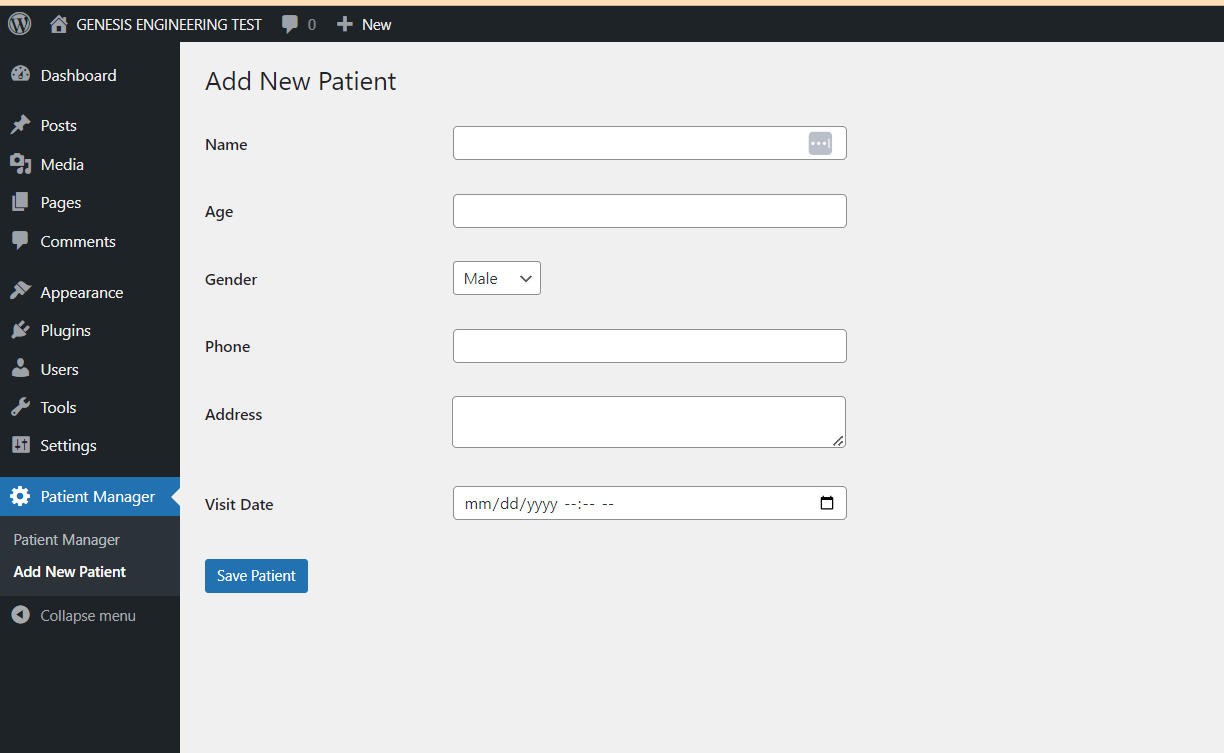 GENESIS ENGINEERING TEST 0 New
Dashboard
Posts
Media
Pages
Comments
Appearance
Plugins
Users
Tools
Settings
Patient Manager
Patient Manager
Add New Patient
Collapse menu
Add New Patient
Name
Age
Gender Male
Phone
Address
Visit Date mm/dd/yyyy --:-- --
Save Patient